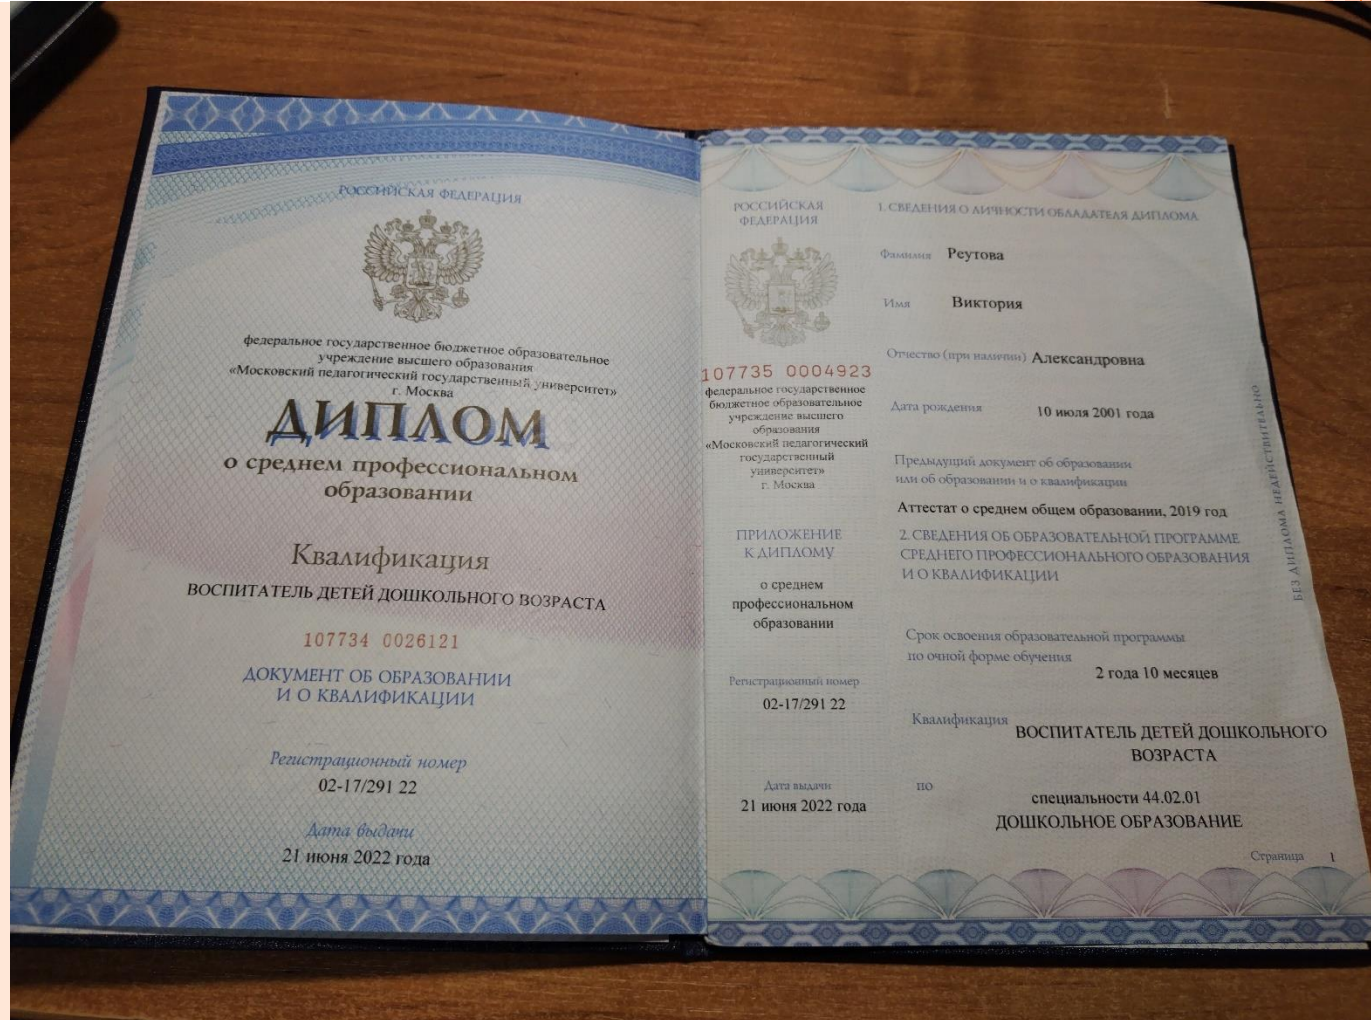 РОССИЙСКАЯ ФЕДЕРАЦИЯ
федеральное государственное бюджетное образовательное
учреждение высшего образования
«Московский педагогический государственный университет»
г. Москва
ДИПЛОМ
о среднем профессиональном
образовании
Квалификация
ВОСПИТАТЕЛЬ ДЕТЕЙ ДОШКОЛЬНОГО ВОЗРАСТА
107734 0026121
ДОКУМЕНТ ОБ ОБРАЗОВАНИИ
И О КВАЛИФИКАЦИИ
Регистрационный номер
02-17/291 22
Дата выдачи
21 июня 2022 года
РОССИЙСКАЯ
ФЕДЕРАЦИЯ
107735 0004923
федеральное государственное
бюджетное образовательное
учреждение высшего
образования
«Московский педагогический
государственный
университет»
г. Москва
ПРИЛОЖЕНИЕ
К ДИПЛОМУ
о среднем
профессиональном
образовании
Регистрационный номер
02-17/291 22
Дата выдачи
21 июня 2022 года
1. СВЕДЕНИЯ О ЛИЧНОСТИ ОБЛАДАТЕЛЯ ДИПЛОМА
Фамилия Реутова
Имя Виктория
Отчество (при наличии) Александровна
Дата рождения 10 июля 2001 года
Предыдущий документ об образовании
или об образовании и о квалификации
Аттестат о среднем общем образовании, 2019 год
2. СВЕДЕНИЯ ОБ ОБРАЗОВАТЕЛЬНОЙ ПРОГРАММЕ
СРЕДНЕГО ПРОФЕССИОНАЛЬНОГО ОБРАЗОВАНИЯ
И О КВАЛИФИКАЦИИ
Срок освоения образовательной программы
по очной форме обучения
2 года 10 месяцев
Квалификация ВОСПИТАТЕЛЬ ДЕТЕЙ ДОШКОЛЬНОГО
ВОЗРАСТА
по специальности 44.02.01
ДОШКОЛЬНОЕ ОБРАЗОВАНИЕ
Страница 1
БЕЗ ДИПЛОМА НЕДЕЙСТВИТЕЛЬНО